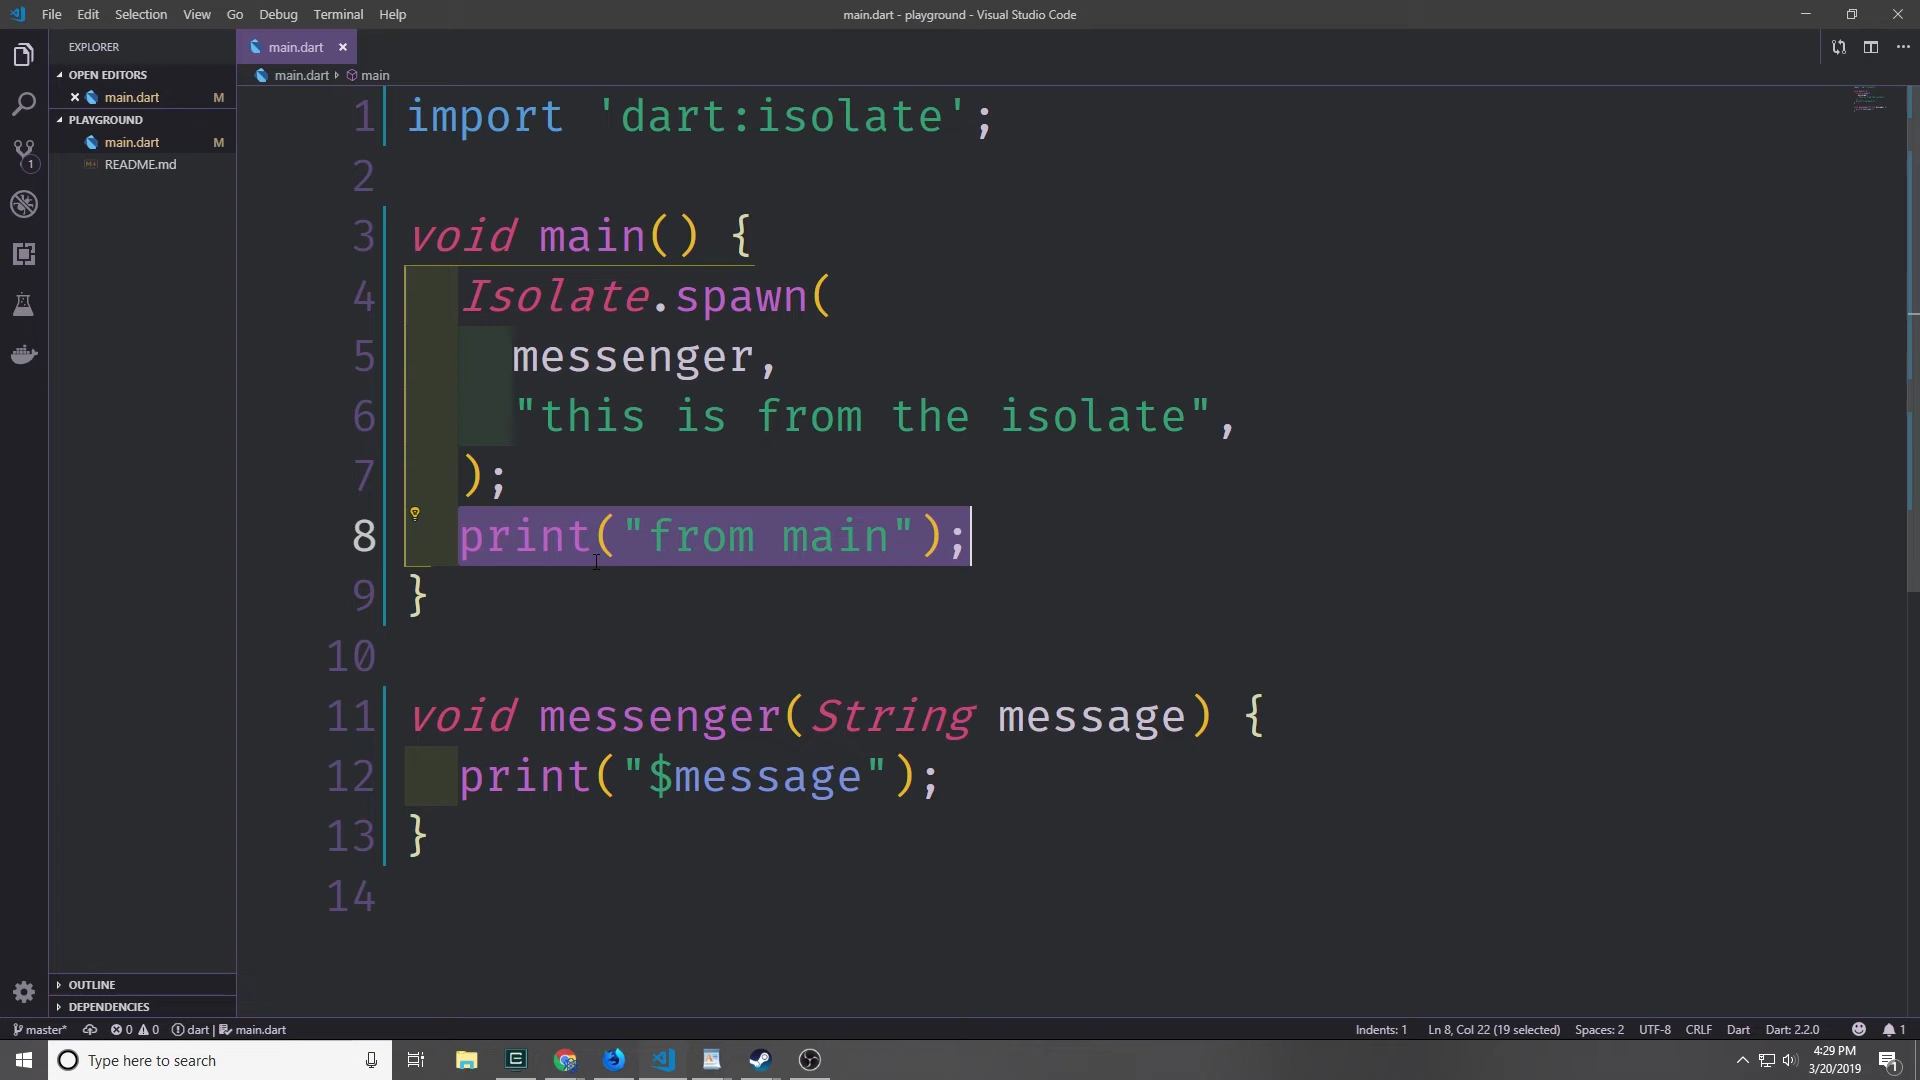 File Edit Selection View Go Debug Terminal Help
main.dart - playground - Visual Studio Code
EXPLORER
OPEN EDITORS
main.dart M
PLAYGROUND
main.dart M
README.md
OUTLINE
DEPENDENCIES
1
main.dart
main.dart main
1 import 'dart:isolate';
2
3 void main() {
4 Isolate.spawn(
5 messenger,
6 "this is from the isolate",
7 );
8 print("from main");
9 }
10
11 void messenger(String message) {
12 print("$message");
13 }
14
master* 0 0 dart | main.dart
Indents: 1 Ln 8, Col 22 (19 selected) Spaces: 2 UTF-8 CRLF Dart Dart: 2.2.0 1
Type here to search
4:29 PM
3/20/2019
1